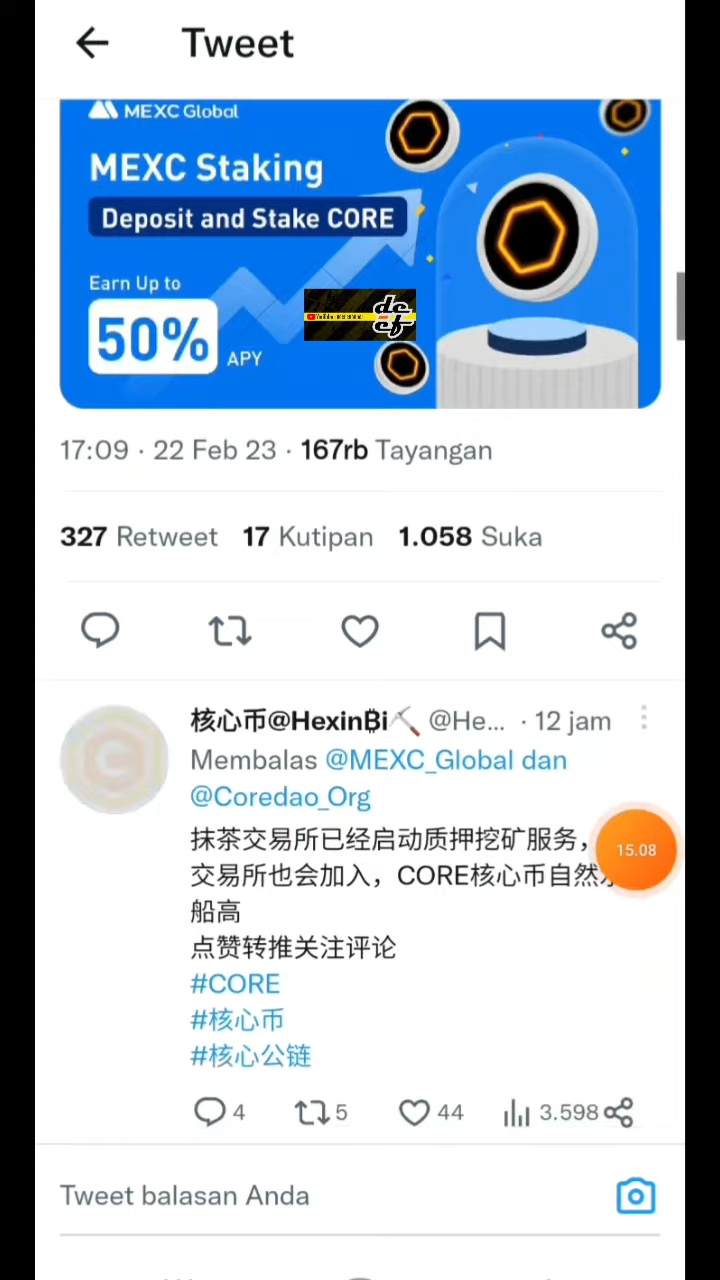 Tweet
MEXC Global
MEXC Staking
Deposit and Stake CORE
Earn Up to
50% APY
17:09 · 22 Feb 23 · 167rb Tayangan
327 Retweet 17 Kutipan 1.058 Suka
核心币@HexinɃi @He... · 12 jam
Membalas @MEXC_Global dan
@Coredao_Org
抹茶交易所已经启动质押挖矿服务，
15.08
交易所也会加入，CORE核心币自然
船高
点赞转推关注评论
#CORE
#核心币
#核心公链
4 5 44 3.598
Tweet balasan Anda